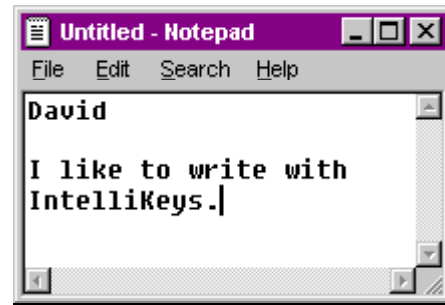 Untitled - Notepad
File Edit Search Help
David
I like to write with
IntelliKeys.